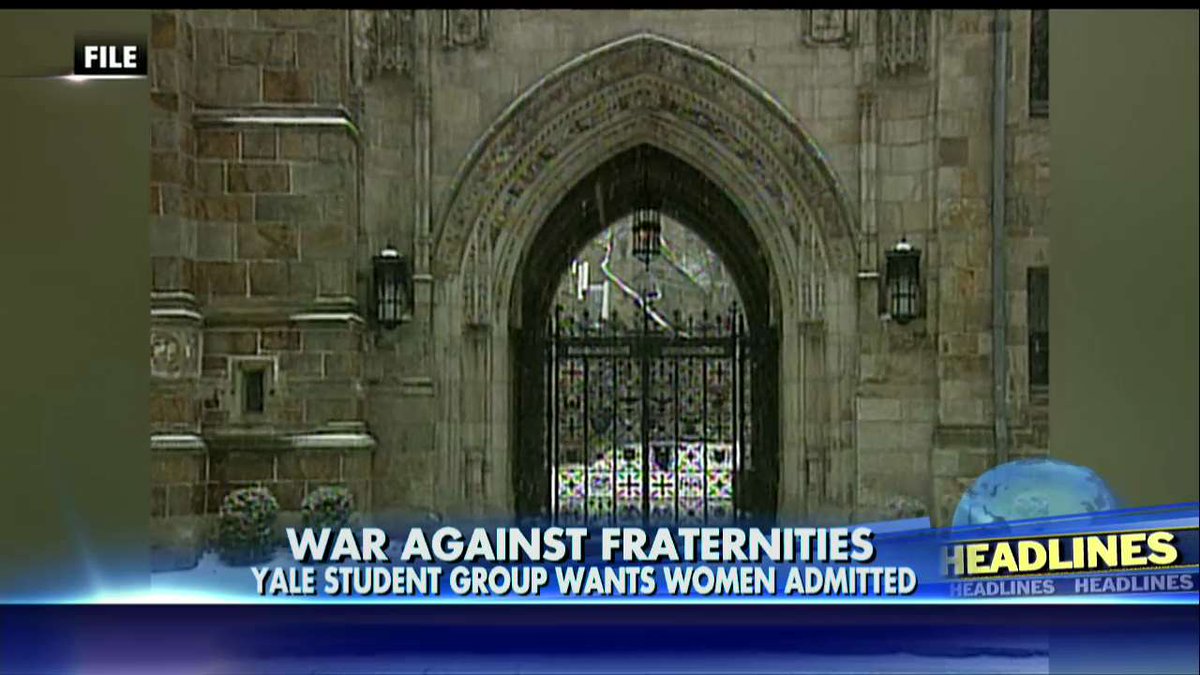 FILE
WAR AGAINST FRATERNITIES
YALE STUDENT GROUP WANTS WOMEN ADMITTED
HEADLINES
HEADLINES HEADLINES